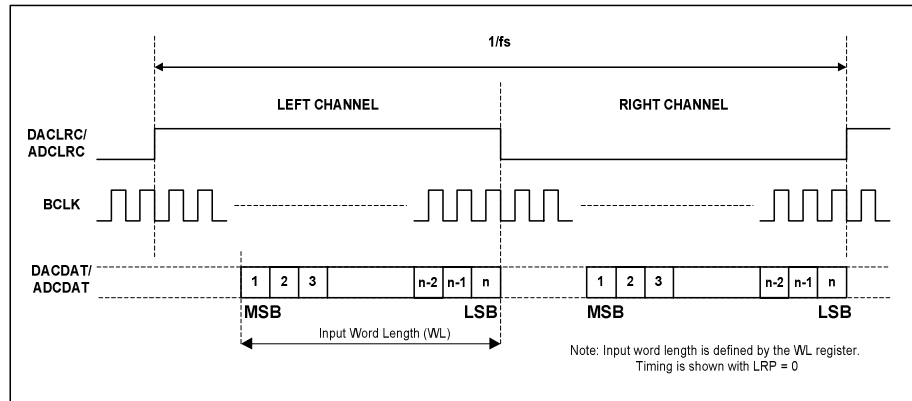 1/fs
LEFT CHANNEL
RIGHT CHANNEL
DACLRC/
ADCLRC
BCLK
DACDAT/
ADCDAT
1 2 3 n-2 n-1 n 1 2 3 n-2 n-1 n
MSB LSB MSB LSB
Input Word Length (WL)
Note: Input word length is defined by the WL register.
Timing is shown with LRP = 0